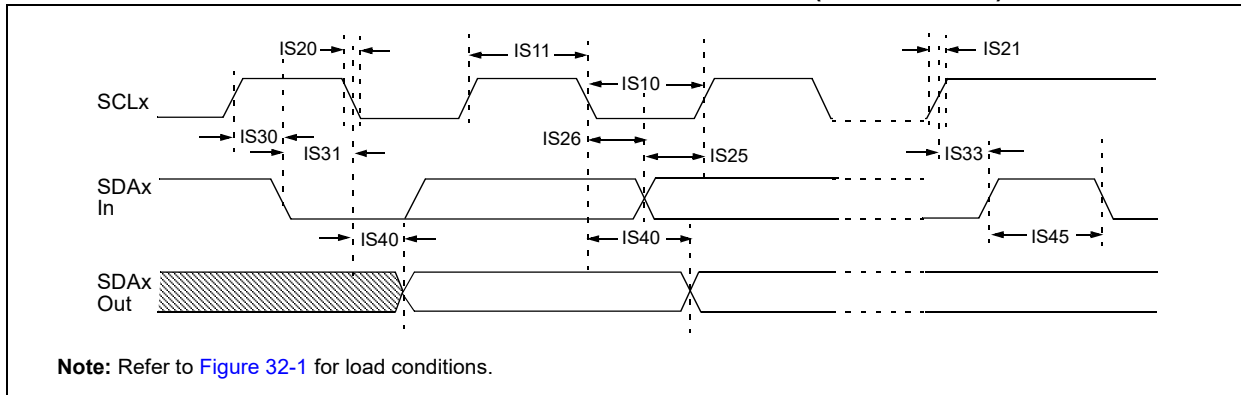 IS20
IS11
IS21
IS10
SCLx
IS30
IS26
IS31
IS25
IS33
SDAx
In
IS40
IS40
IS45
SDAx
Out
Note: Refer to Figure 32-1 for load conditions.